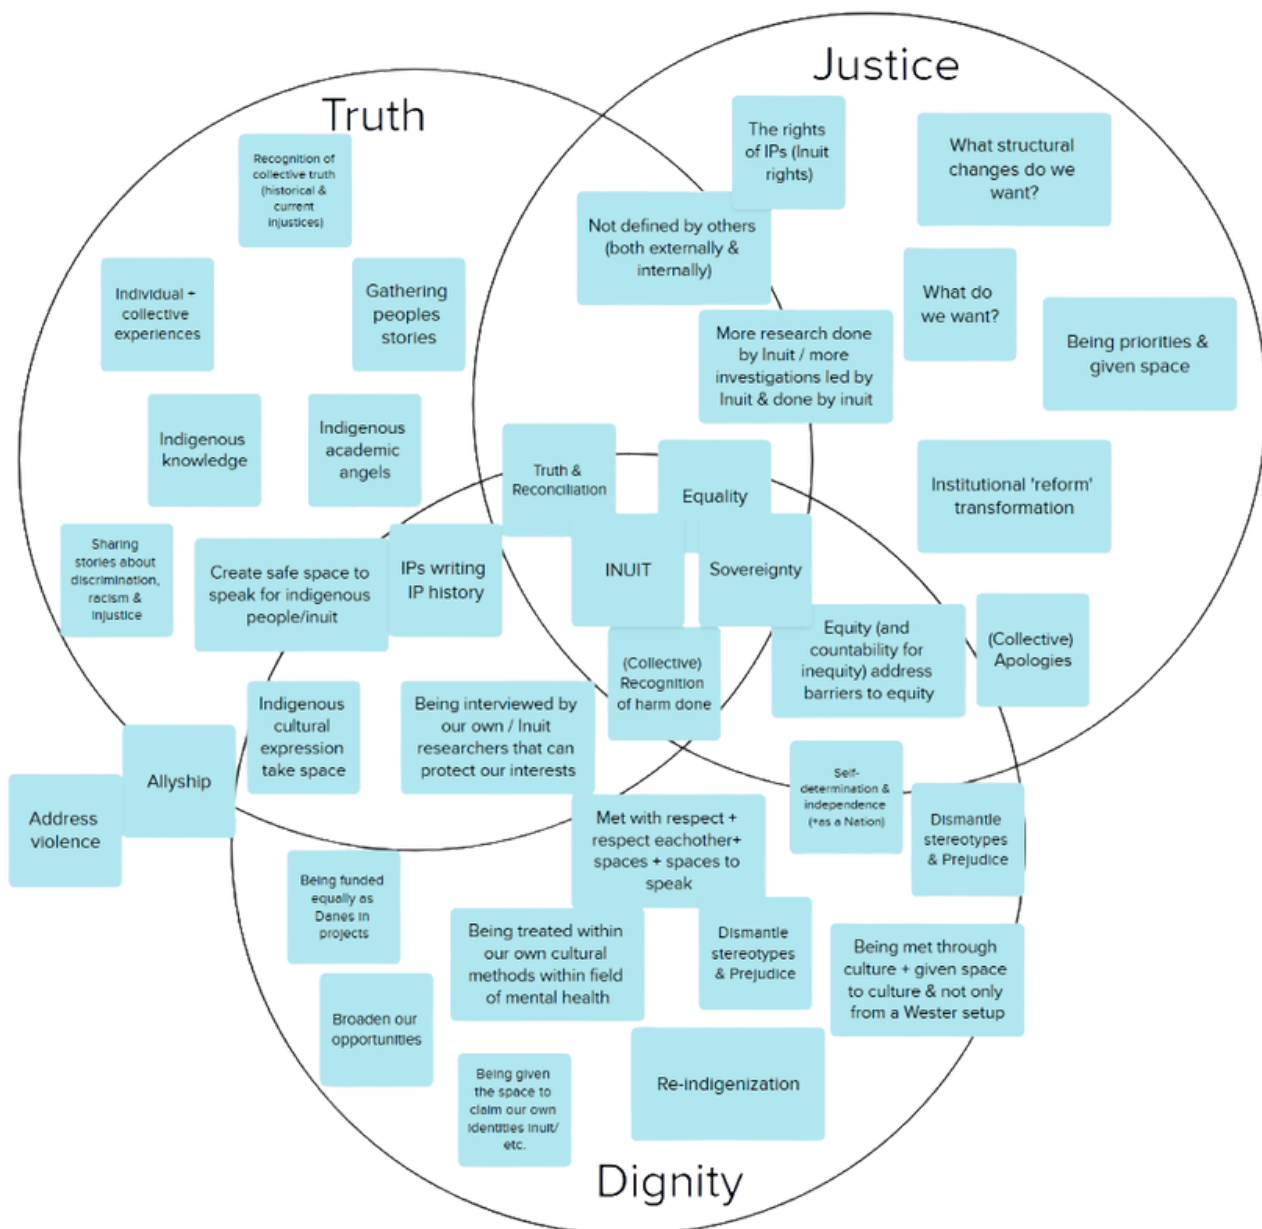 Justice
Truth
The rights
of IPs (Inuit
rights)
What structural
changes do we
want?
Recognition of
collective truth
(historical &
current
injustices)
Not defined by others
(both externally &
internally)
What do
we want?
Individual +
collective
experiences
Gathering
peoples
stories
Being priorities &
given space
More research done
by Inuit / more
investigations led by
Inuit & done by inuit
Indigenous
knowledge
Indigenous
academic
angels
Truth &
Reconciliation
Equality
Institutional 'reform'
transformation
Sharing
stories about
discrimination,
racism &
injustice
Create safe space to
speak for indigenous
people/inuit
IPs writing
IP history
INUIT
Sovereignty
Equity (and
countability for
inequity) address
barriers to equity
(Collective)
Apologies
(Collective)
Recognition
of harm done
Indigenous
cultural
expression
take space
Being interviewed by
our own / Inuit
researchers that can
protect our interests
Allyship
Address
violence
Self-
determination &
independence
(+as a Nation)
Dismantle
stereotypes
& Prejudice
Met with respect +
respect eachother+
spaces + spaces to
speak
Being funded
equally as
Danes in
projects
Being treated within
our own cultural
methods within field
of mental health
Dismantle
stereotypes
& Prejudice
Being met through
culture + given space
to culture & not only
from a Wester setup
Broaden our
opportunities
Being given
the space to
claim our own
identities Inuit/
etc.
Re-indigenization
Dignity